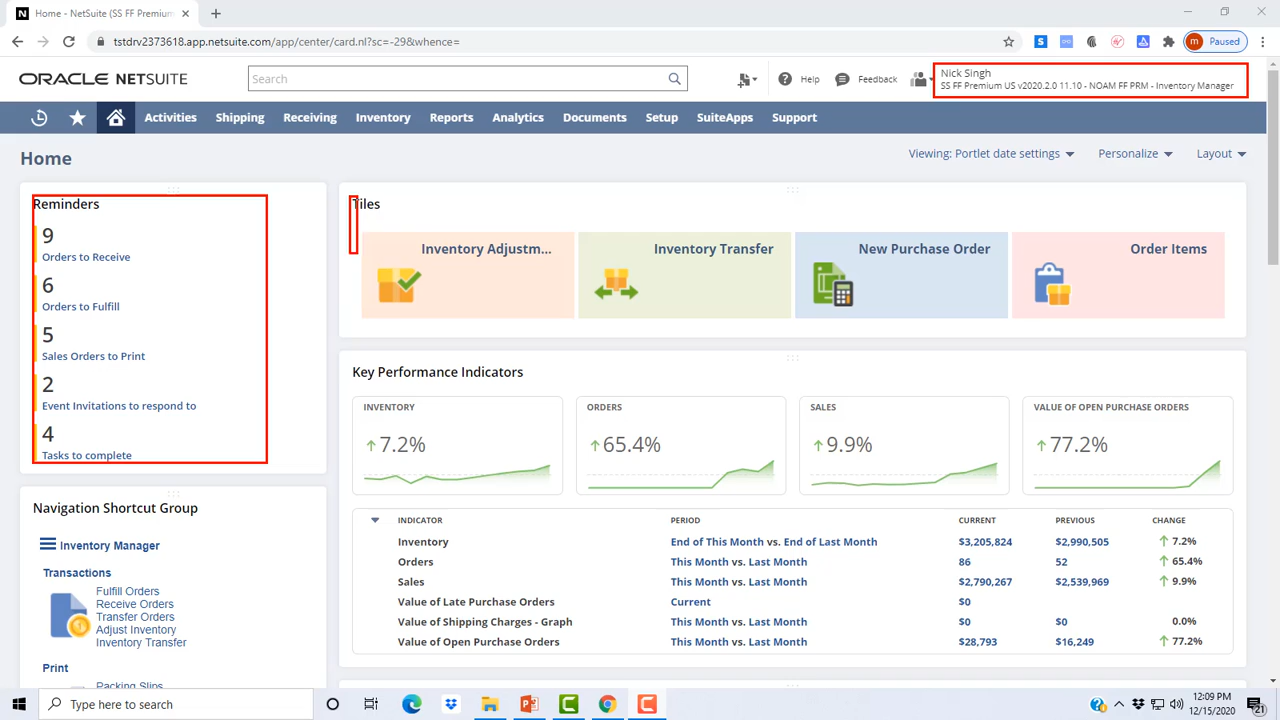 Home - NetSuite (SS FF Premium
tstdrv2373618.app.netsuite.com/app/center/card.nl?sc=-29&whence=
m Paused
ORACLE NETSUITE
Search
Help
Feedback
Nick Singh
SS FF Premium US v2020.2.0 11.10 - NOAM FF PRM - Inventory Manager
Activities Shipping Receiving Inventory Reports Analytics Documents Setup SuiteApps Support
Home
Viewing: Portlet date settings Personalize Layout
Reminders
9
Orders to Receive
6
Orders to Fulfill
5
Sales Orders to Print
2
Event Invitations to respond to
4
Tasks to complete
Navigation Shortcut Group
Inventory Manager
Transactions
Fulfill Orders
Receive Orders
Transfer Orders
Adjust Inventory
Inventory Transfer
Print
Packing Slips
Tiles
Inventory Adjustm...
Inventory Transfer
New Purchase Order
Order Items
Key Performance Indicators
INVENTORY
7.2%
ORDERS
65.4%
SALES
9.9%
VALUE OF OPEN PURCHASE ORDERS
77.2%
INDICATOR PERIOD CURRENT PREVIOUS CHANGE
Inventory End of This Month vs. End of Last Month $3,205,824 $2,990,505 7.2%
Orders This Month vs. Last Month 86 52 65.4%
Sales This Month vs. Last Month $2,790,267 $2,539,969 9.9%
Value of Late Purchase Orders Current $0
Value of Shipping Charges - Graph This Month vs. Last Month $0 $0 0.0%
Value of Open Purchase Orders This Month vs. Last Month $28,793 $16,249 77.2%
Type here to search
12:09 PM
12/15/2020
21